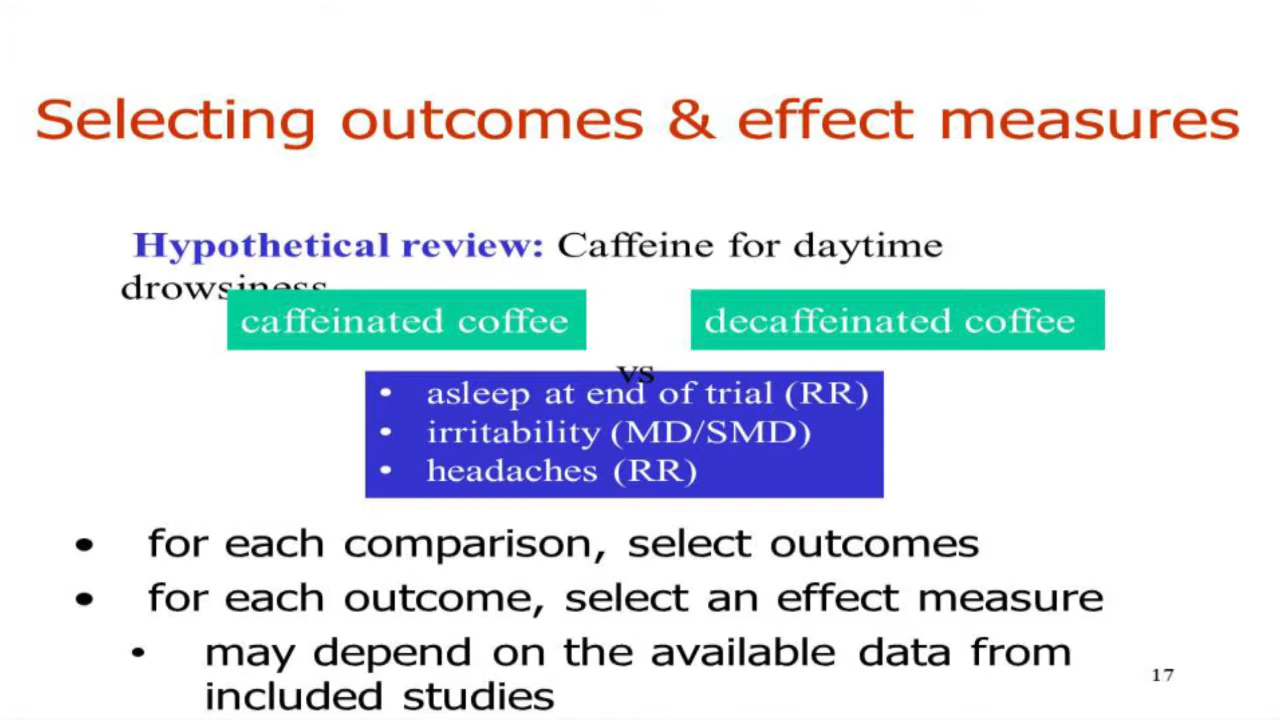 Selecting outcomes & effect measures
Hypothetical review: Caffeine for daytime
drowsiness
caffeinated coffee
decaffeinated coffee
vs
• asleep at end of trial (RR)
• irritability (MD/SMD)
• headaches (RR)
• for each comparison, select outcomes
• for each outcome, select an effect measure
• may depend on the available data from
included studies
17